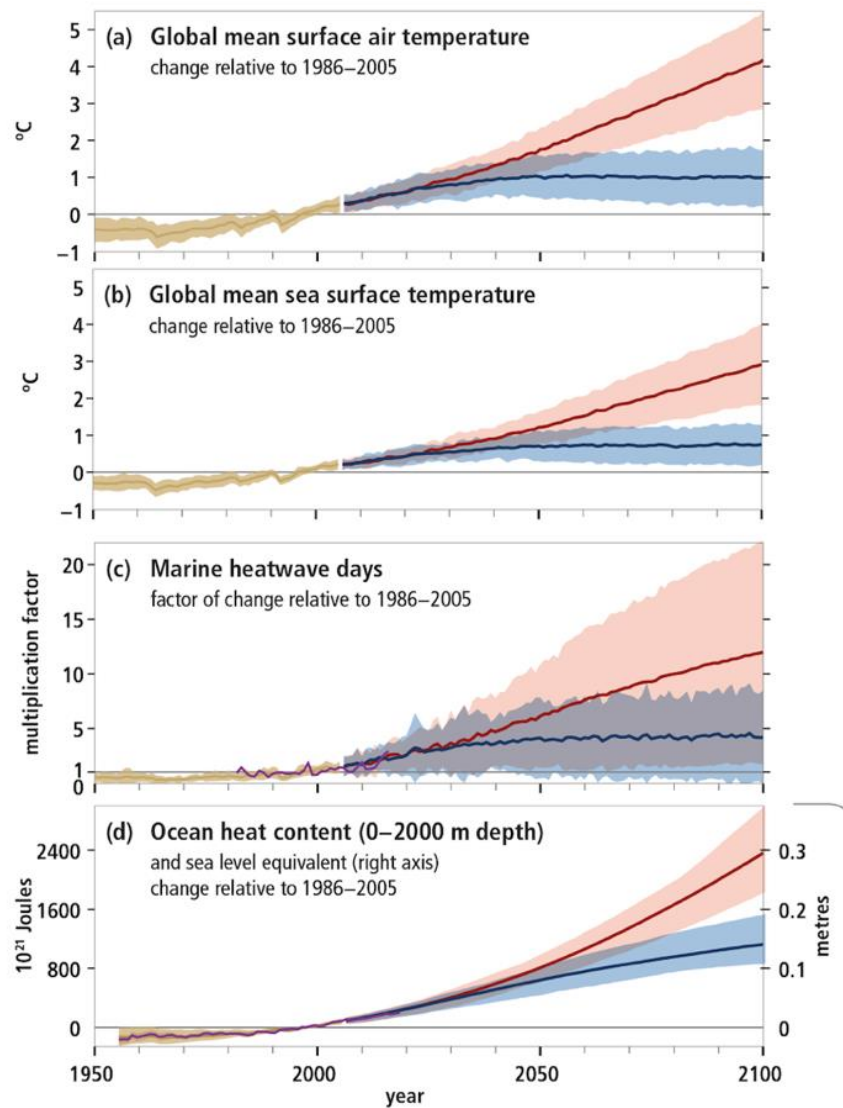 (a) Global mean surface air temperature
change relative to 1986–2005
5
4
3
2
1
0
–1
ºC
(b) Global mean sea surface temperature
change relative to 1986–2005
5
4
3
2
1
0
–1
ºC
(c) Marine heatwave days
factor of change relative to 1986–2005
20
15
10
5
1
0
multiplication factor
(d) Ocean heat content (0–2000 m depth)
and sea level equivalent (right axis)
change relative to 1986–2005
2400
1600
800
0
10²¹ Joules
0.3
0.2
0.1
0
metres
1950 2000 2050 2100
year